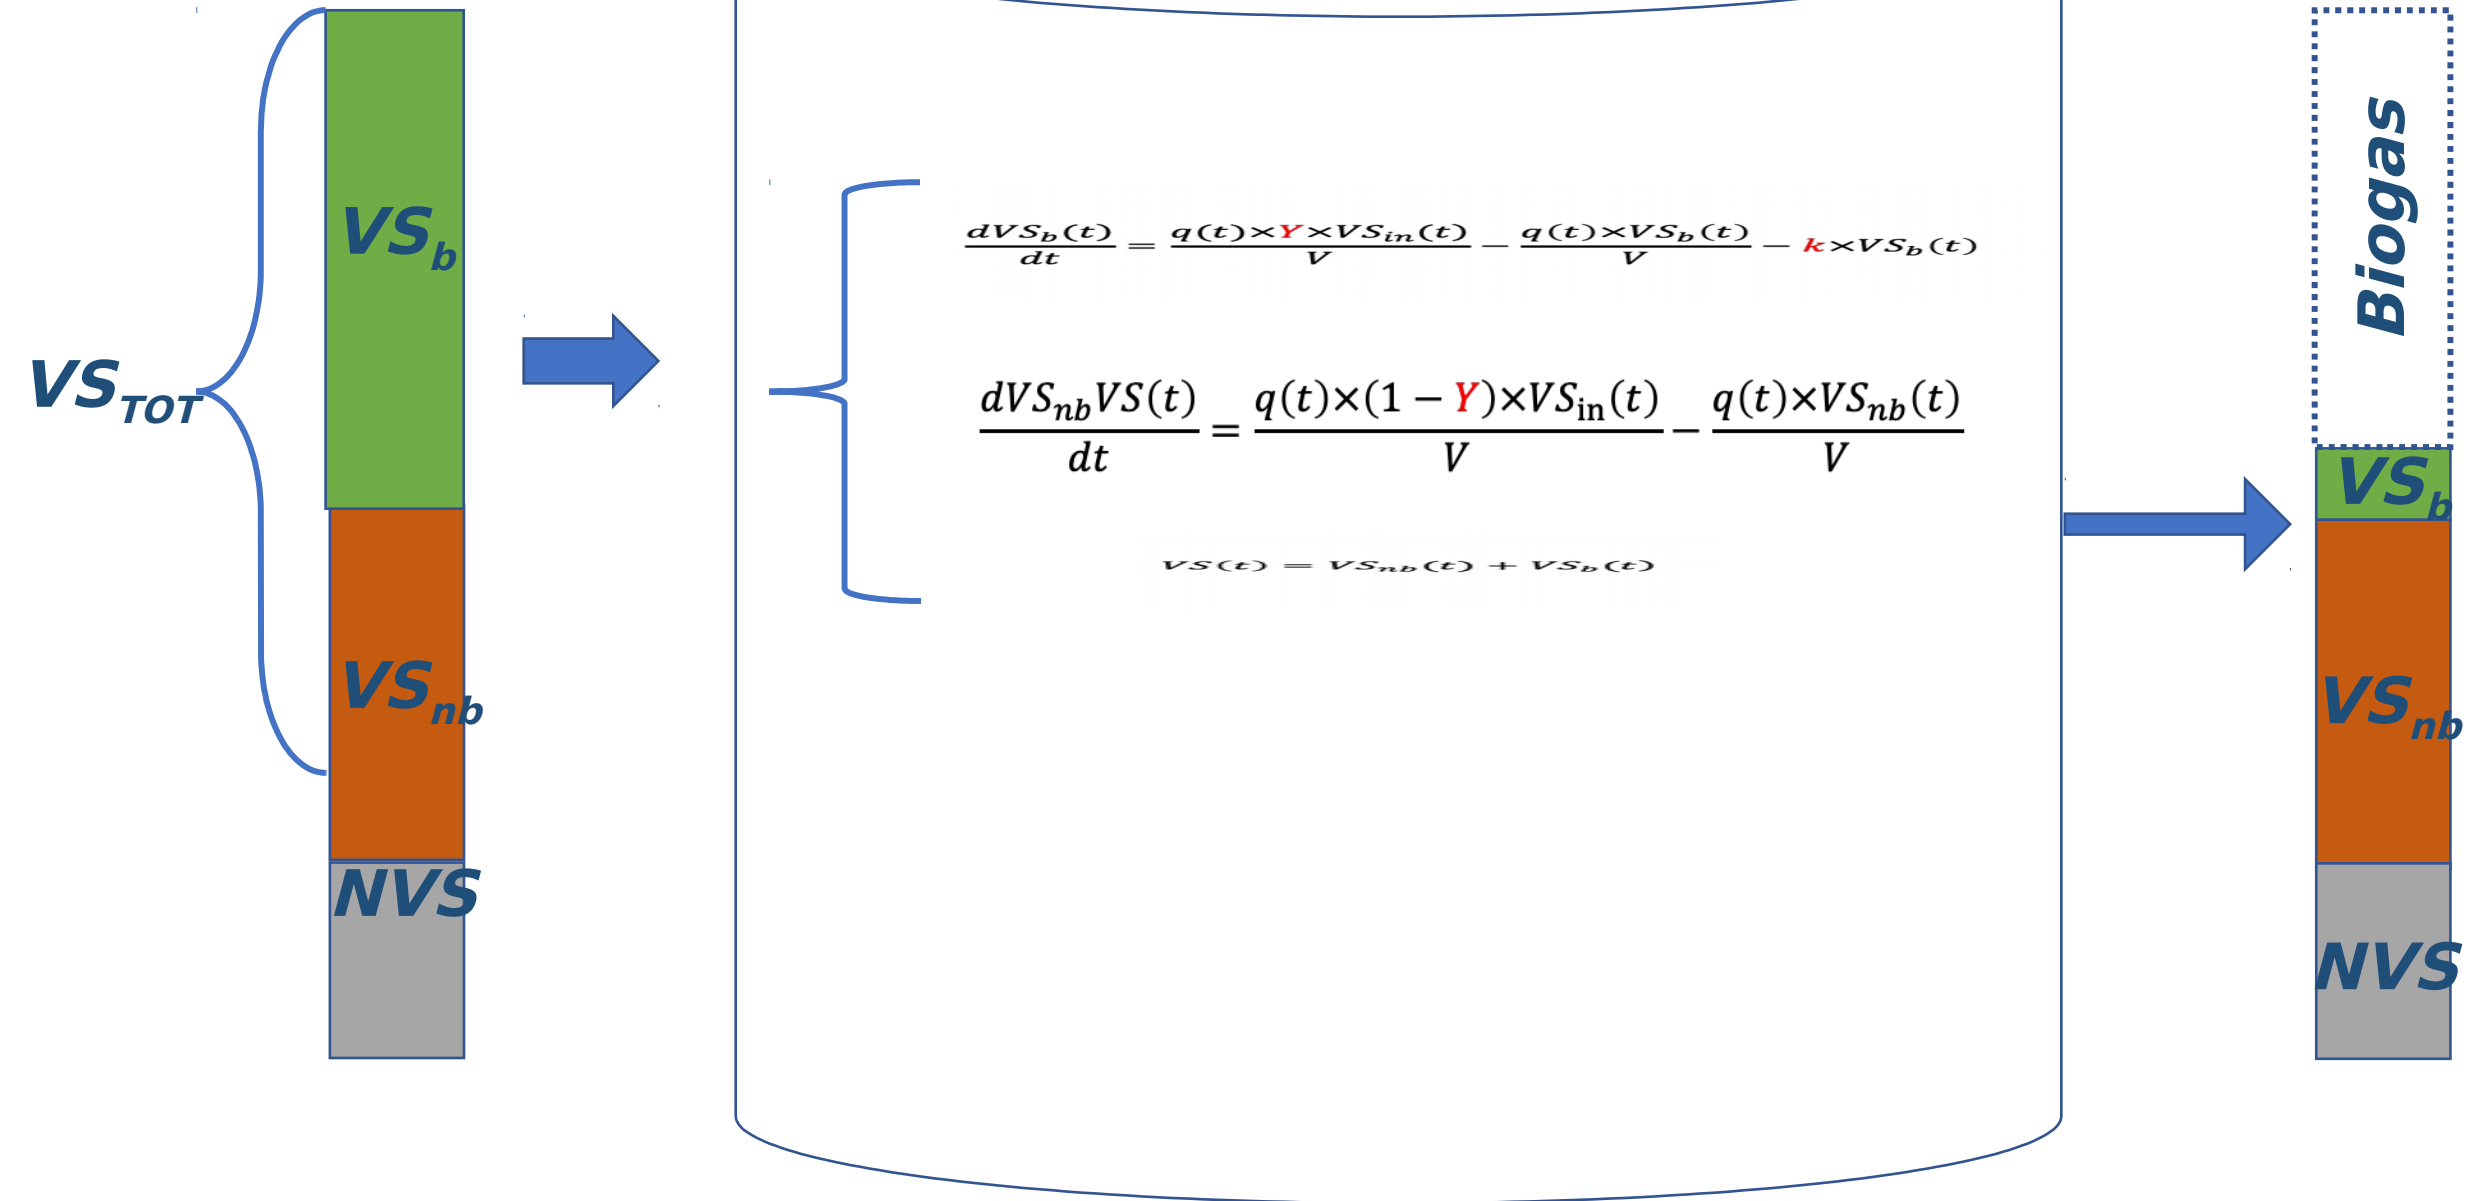 VS_TOT
VS_b
VS_nb
NVS
dVS_b(t)/dt = q(t)×Y×VS_in(t)/V − q(t)×VS_b(t)/V − k×VS_b(t)
dVS_nbVS(t)/dt = q(t)×(1 − Y)×VS_in(t)/V − q(t)×VS_nb(t)/V
VS(t) = VS_nb(t) + VS_b(t)
Biogas
VS_b
VS_nb
NVS